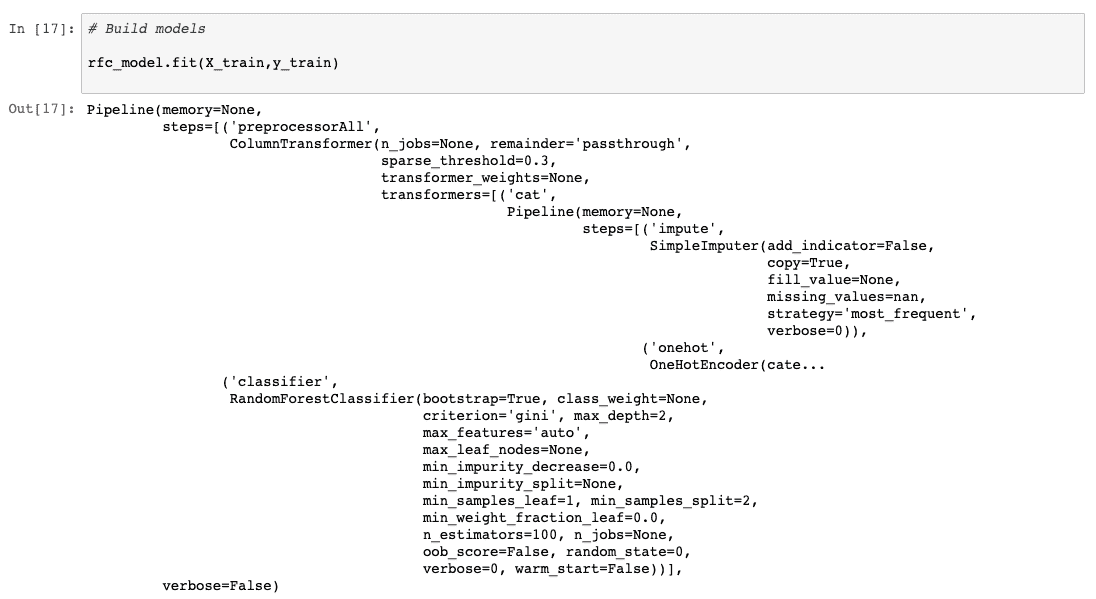 In [17]: # Build models
rfc_model.fit(X_train,y_train)
Out[17]: Pipeline(memory=None,
steps=[('preprocessorAll',
ColumnTransformer(n_jobs=None, remainder='passthrough',
sparse_threshold=0.3,
transformer_weights=None,
transformers=[('cat',
Pipeline(memory=None,
steps=[('impute',
SimpleImputer(add_indicator=False,
copy=True,
fill_value=None,
missing_values=nan,
strategy='most_frequent',
verbose=0)),
('onehot',
OneHotEncoder(cate...
('classifier',
RandomForestClassifier(bootstrap=True, class_weight=None,
criterion='gini', max_depth=2,
max_features='auto',
max_leaf_nodes=None,
min_impurity_decrease=0.0,
min_impurity_split=None,
min_samples_leaf=1, min_samples_split=2,
min_weight_fraction_leaf=0.0,
n_estimators=100, n_jobs=None,
oob_score=False, random_state=0,
verbose=0, warm_start=False))],
verbose=False)